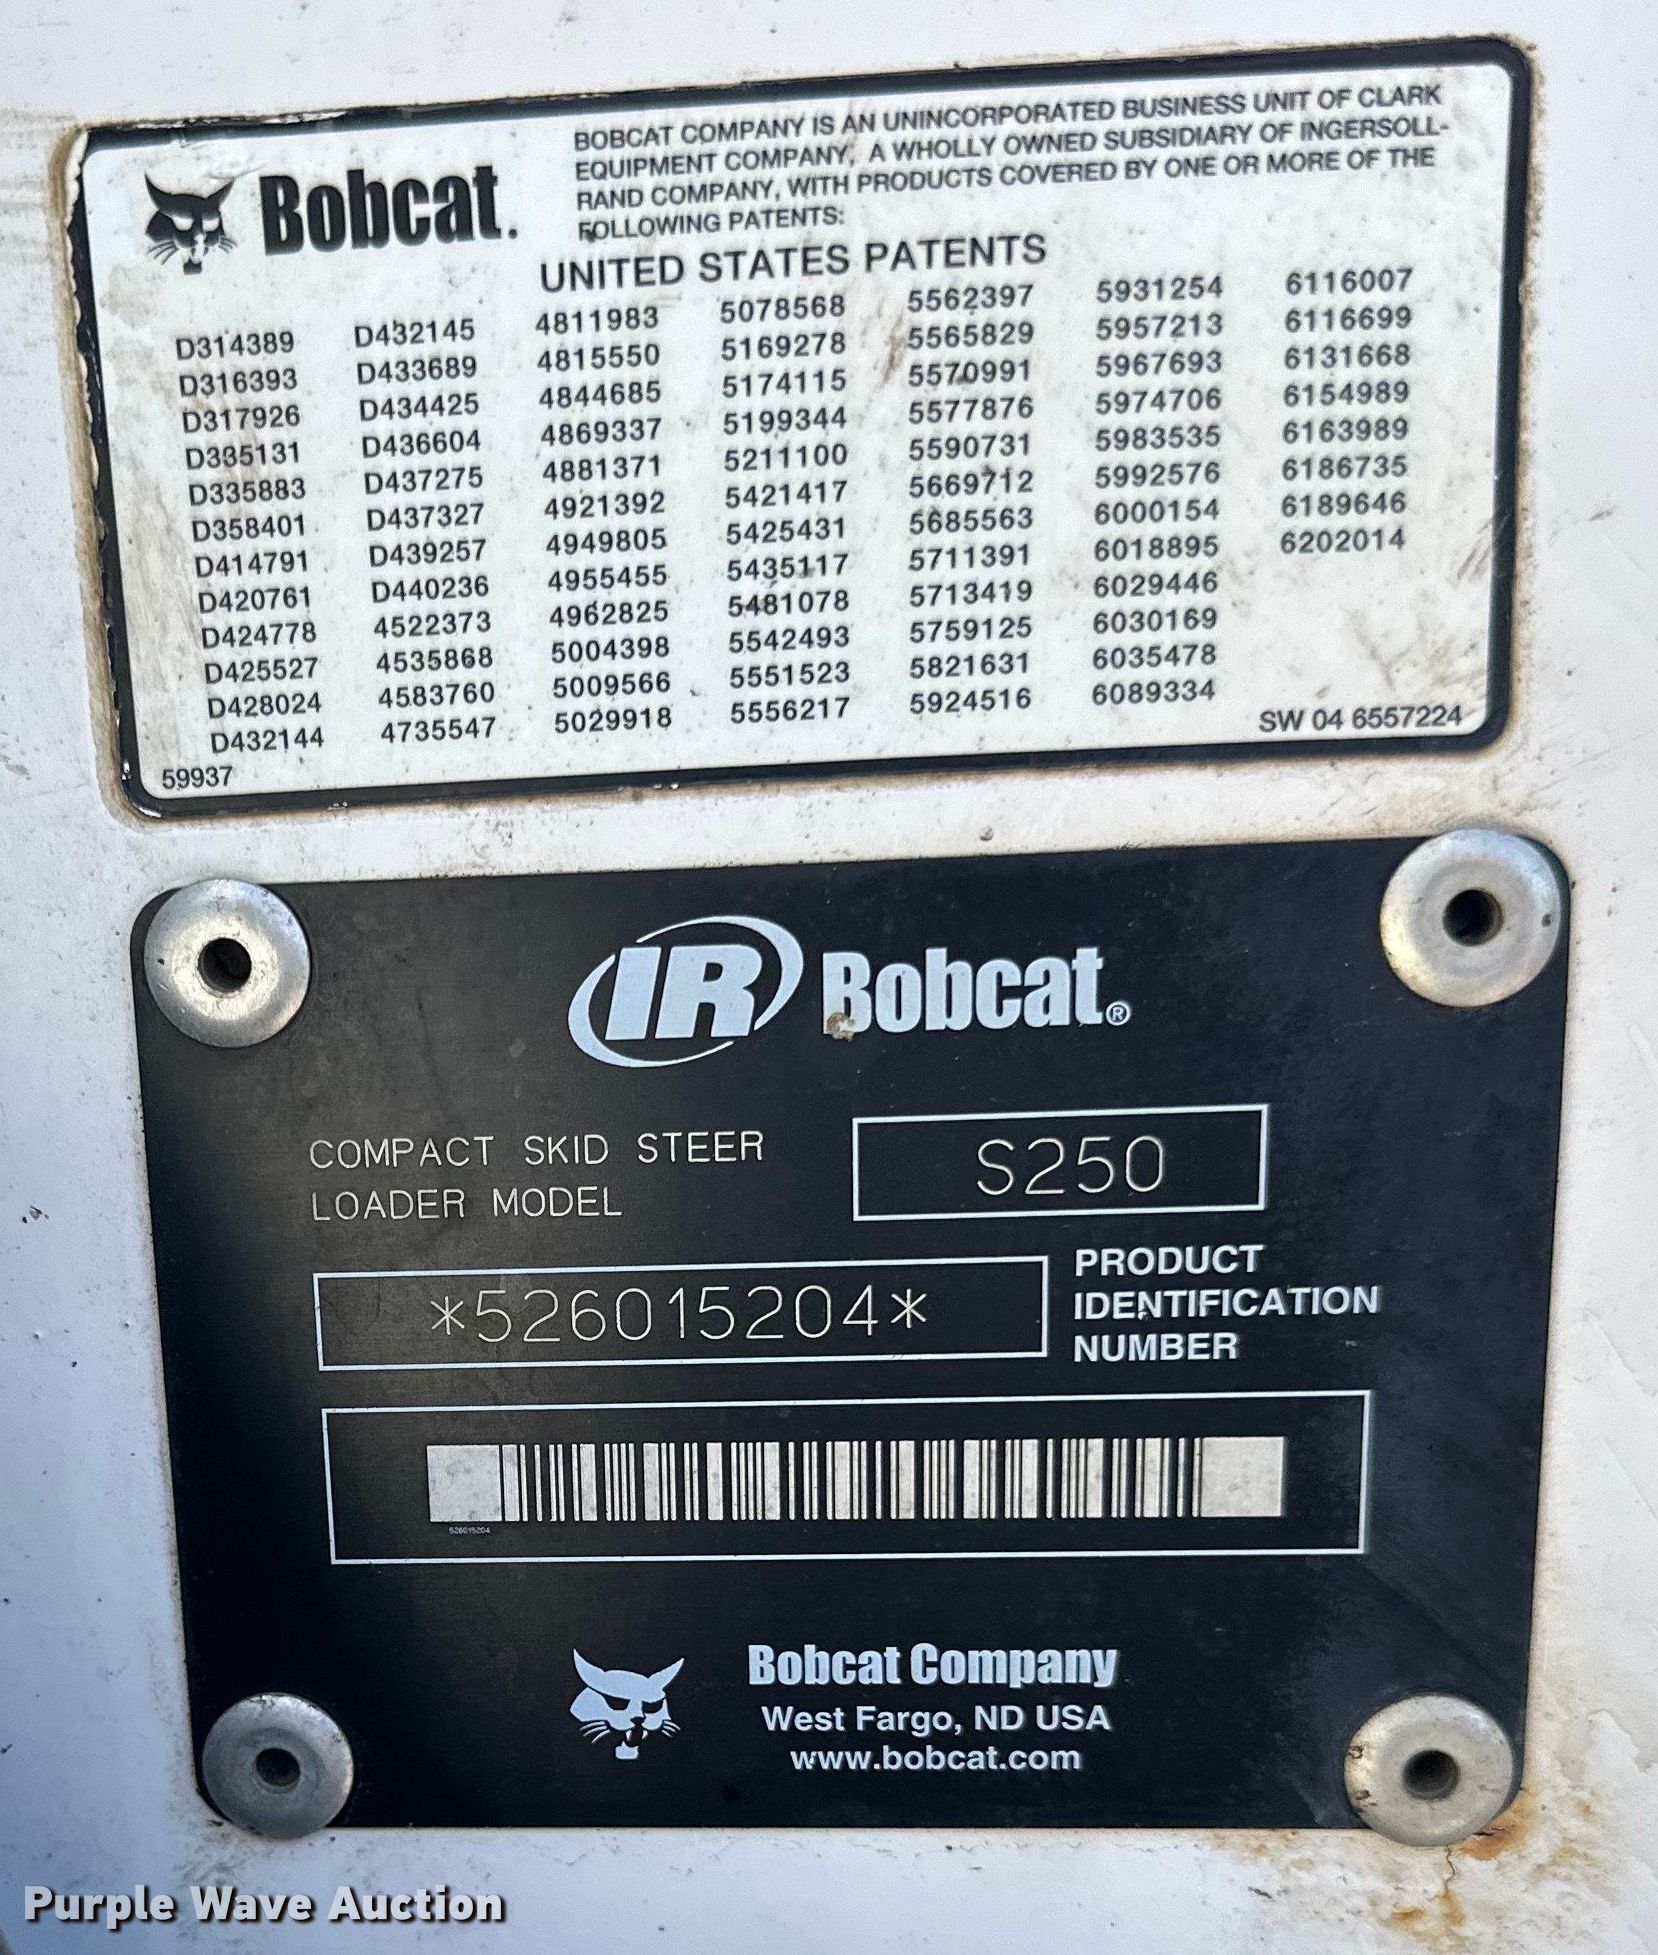 Bobcat.
BOBCAT COMPANY IS AN UNINCORPORATED BUSINESS UNIT OF CLARK
EQUIPMENT COMPANY, A WHOLLY OWNED SUBSIDIARY OF INGERSOLL-
RAND COMPANY, WITH PRODUCTS COVERED BY ONE OR MORE OF THE
FOLLOWING PATENTS:
UNITED STATES PATENTS
D314389 D432145 4811983 5078568 5562397 5931254 6116007
D316393 D433689 4815550 5169278 5565829 5957213 6116699
D317926 D434425 4844685 5174115 5570991 5967693 6131668
D335131 D436604 4869337 5199344 5577876 5974706 6154989
D335883 D437275 4881371 5211100 5590731 5983535 6163989
D358401 D437327 4921392 5421417 5669712 5992576 6186735
D414791 D439257 4949805 5425431 5685563 6000154 6189646
D420761 D440236 4955455 5435117 5711391 6018895 6202014
D424778 4522373 4962825 5481078 5713419 6029446
D425527 4535868 5004398 5542493 5759125 6030169
D428024 4583760 5009566 5551523 5821631 6035478
D432144 4735547 5029918 5556217 5924516 6089334
59937 SW 04 6557224
IR Bobcat®
COMPACT SKID STEER
LOADER MODEL
S250
*526015204*
PRODUCT
IDENTIFICATION
NUMBER
526015204
Bobcat Company
West Fargo, ND USA
www.bobcat.com
Purple Wave Auction